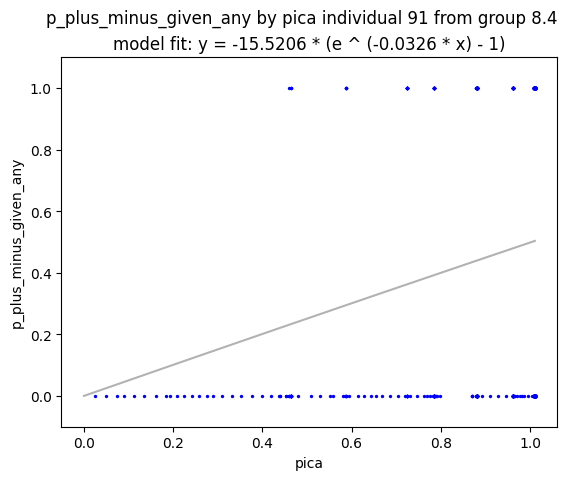 p_plus_minus_given_any by pica individual 91 from group 8.4
model fit: y = -15.5206 * (e ^ (-0.0326 * x) - 1)
p_plus_minus_given_any
1.0
0.8
0.6
0.4
0.2
0.0
0.0 0.2 0.4 0.6 0.8 1.0
pica